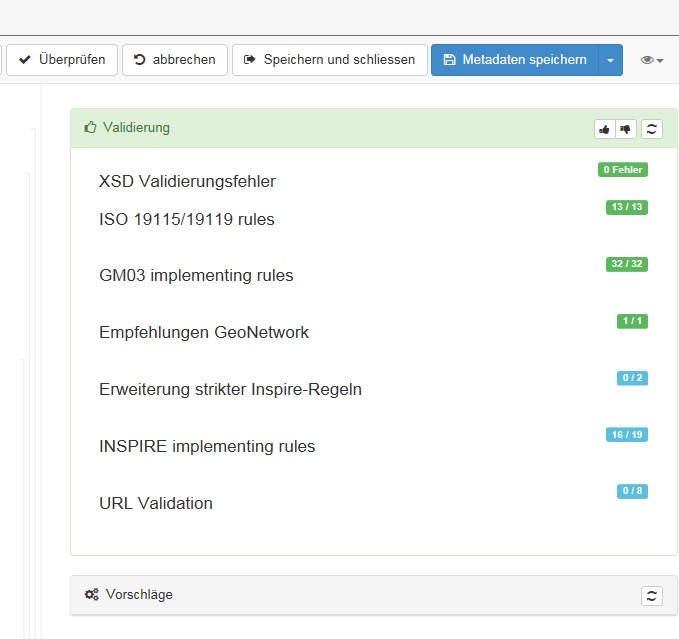 Überprüfen abbrechen Speichern und schliessen Metadaten speichern
Validierung
XSD Validierungsfehler 0 Fehler
ISO 19115/19119 rules 13 / 13
GM03 implementing rules 32 / 32
Empfehlungen GeoNetwork 1 / 1
Erweiterung strikter Inspire-Regeln 0 / 2
INSPIRE implementing rules 16 / 19
URL Validation 0 / 8
Vorschläge